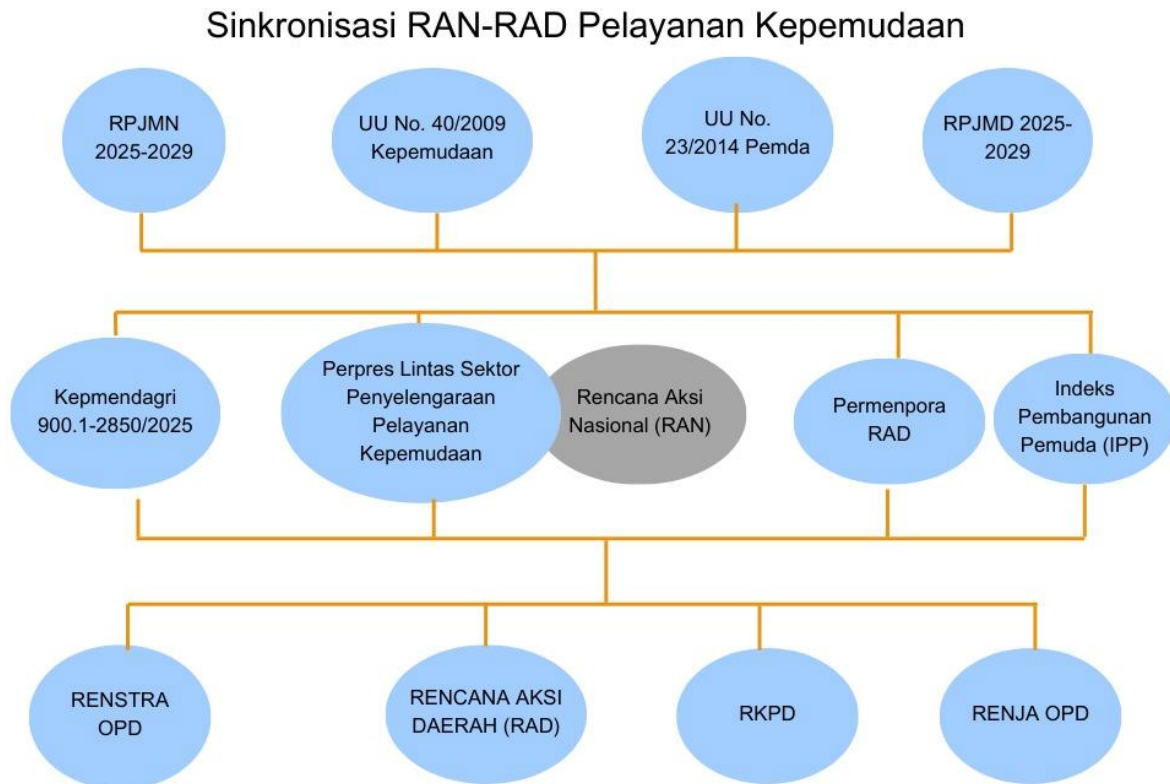 Sinkronisasi RAN-RAD Pelayanan Kepemudaan
RPJMN
2025-2029
UU No. 40/2009
Kepemudaan
UU No.
23/2014 Pemda
RPJMD 2025-
2029
Kepmendagri
900.1-2850/2025
Perpres Lintas Sektor
Penyelengaraan
Pelayanan
Kepemudaan
Rencana Aksi
Nasional (RAN)
Permenpora
RAD
Indeks
Pembangunan
Pemuda (IPP)
RENSTRA
OPD
RENCANA AKSI
DAERAH (RAD)
RKPD
RENJA OPD